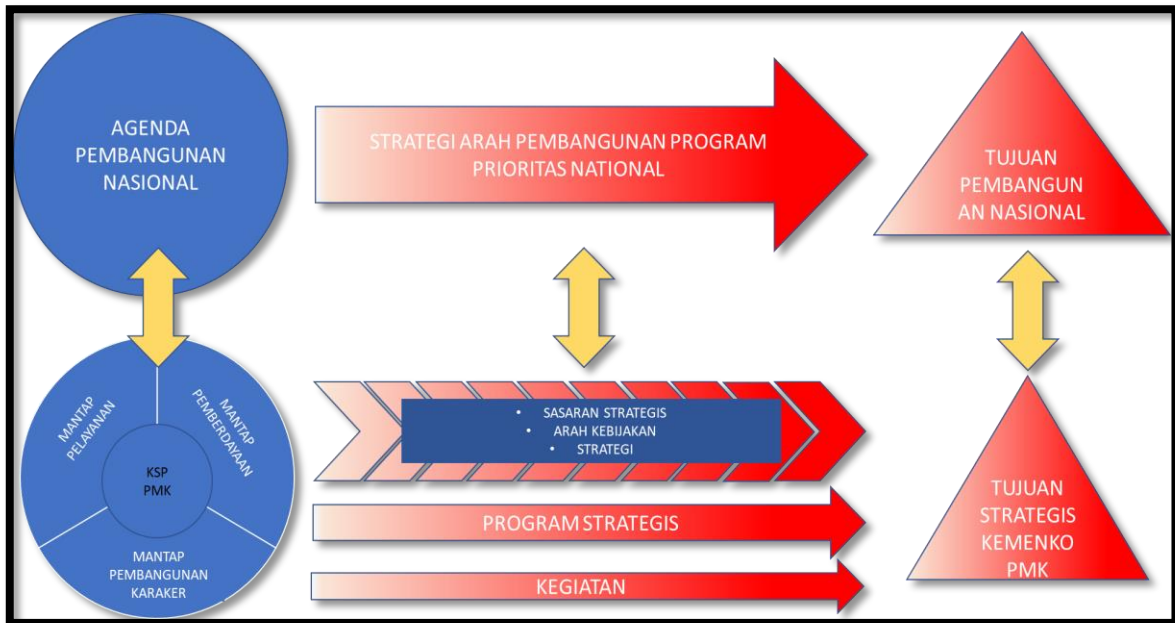 AGENDA
PEMBANGUNAN
NASIONAL
STRATEGI ARAH PEMBANGUNAN PROGRAM
PRIORITAS NATIONAL
TUJUAN
PEMBANGUN
AN NASIONAL
MANTAP
PELAYANAN
MANTAP
PEMBERDAYAAN
KSP
PMK
MANTAP
PEMBANGUNAN
KARAKER
• SASARAN STRATEGIS
• ARAH KEBIJAKAN
• STRATEGI
PROGRAM STRATEGIS
KEGIATAN
TUJUAN
STRATEGIS
KEMENKO
PMK